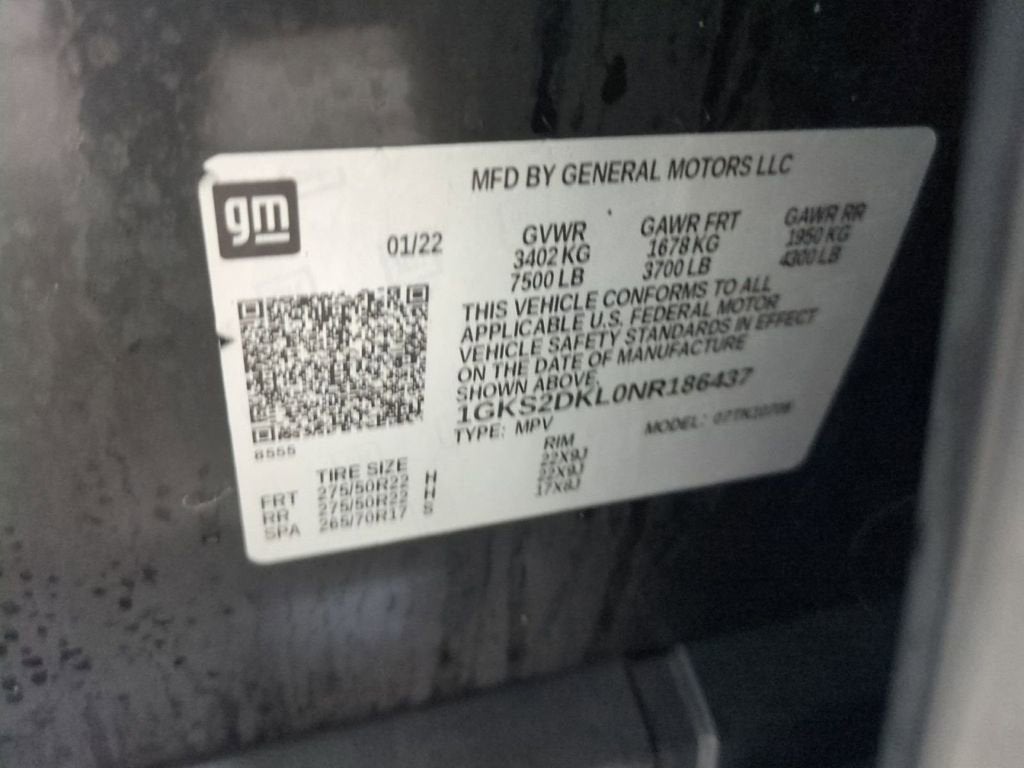 MFD BY GENERAL MOTORS LLC
gm
01/22
GVWR GAWR FRT GAWR RR
3402 KG 1678 KG 1950 KG
7500 LB 3700 LB 4300 LB
THIS VEHICLE CONFORMS TO ALL
APPLICABLE U.S. FEDERAL MOTOR
VEHICLE SAFETY STANDARDS IN EFFECT
ON THE DATE OF MANUFACTURE
SHOWN ABOVE.
1GKS2DKL0NR186437
TYPE: MPV MODEL:
8555
TIRE SIZE RIM
FRT 275/50R22 H 22X9J
RR 275/50R22 H 22X9J
SPA 265/70R17 S 17X8J